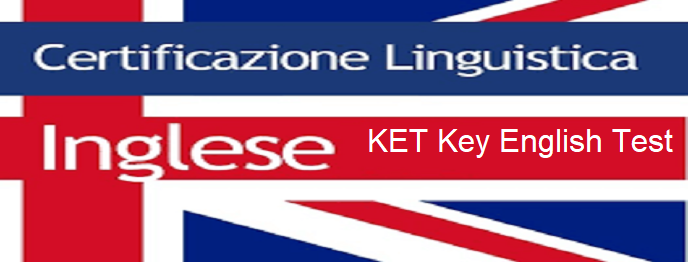 Certificazione Linguistica
Inglese KET Key English Test